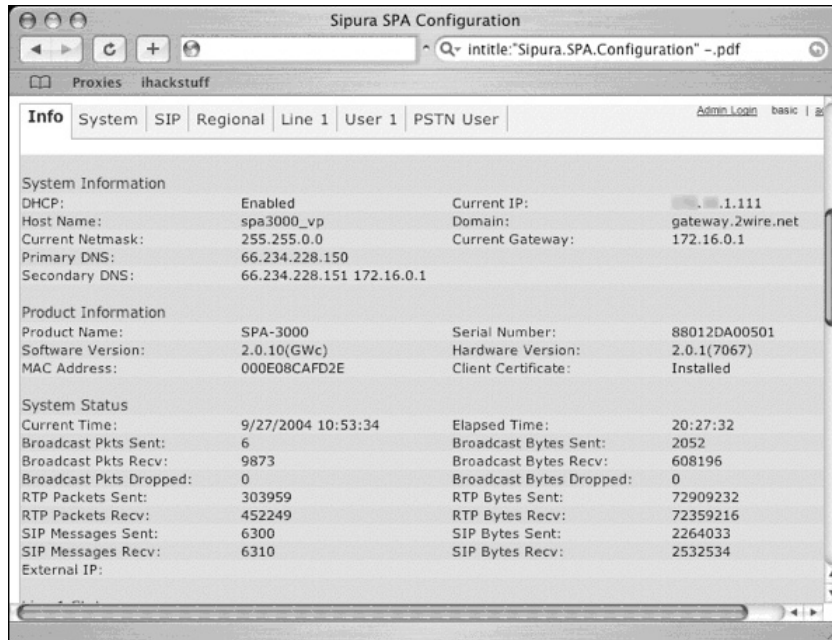 Sipura SPA Configuration
intitle:"Sipura.SPA.Configuration" -.pdf
Proxies ihackstuff
Info System SIP Regional Line 1 User 1 PSTN User
Admin Login basic |
System Information
DHCP: Enabled Current IP: .1.111
Host Name: spa3000_vp Domain: gateway.2wire.net
Current Netmask: 255.255.0.0 Current Gateway: 172.16.0.1
Primary DNS: 66.234.228.150
Secondary DNS: 66.234.228.151 172.16.0.1
Product Information
Product Name: SPA-3000 Serial Number: 88012DA00501
Software Version: 2.0.10(GWc) Hardware Version: 2.0.1(7067)
MAC Address: 000E08CAFD2E Client Certificate: Installed
System Status
Current Time: 9/27/2004 10:53:34 Elapsed Time: 20:27:32
Broadcast Pkts Sent: 6 Broadcast Bytes Sent: 2052
Broadcast Pkts Recv: 9873 Broadcast Bytes Recv: 608196
Broadcast Pkts Dropped: 0 Broadcast Bytes Dropped: 0
RTP Packets Sent: 303959 RTP Bytes Sent: 72909232
RTP Packets Recv: 452249 RTP Bytes Recv: 72359216
SIP Messages Sent: 6300 SIP Bytes Sent: 2264033
SIP Messages Recv: 6310 SIP Bytes Recv: 2532534
External IP: